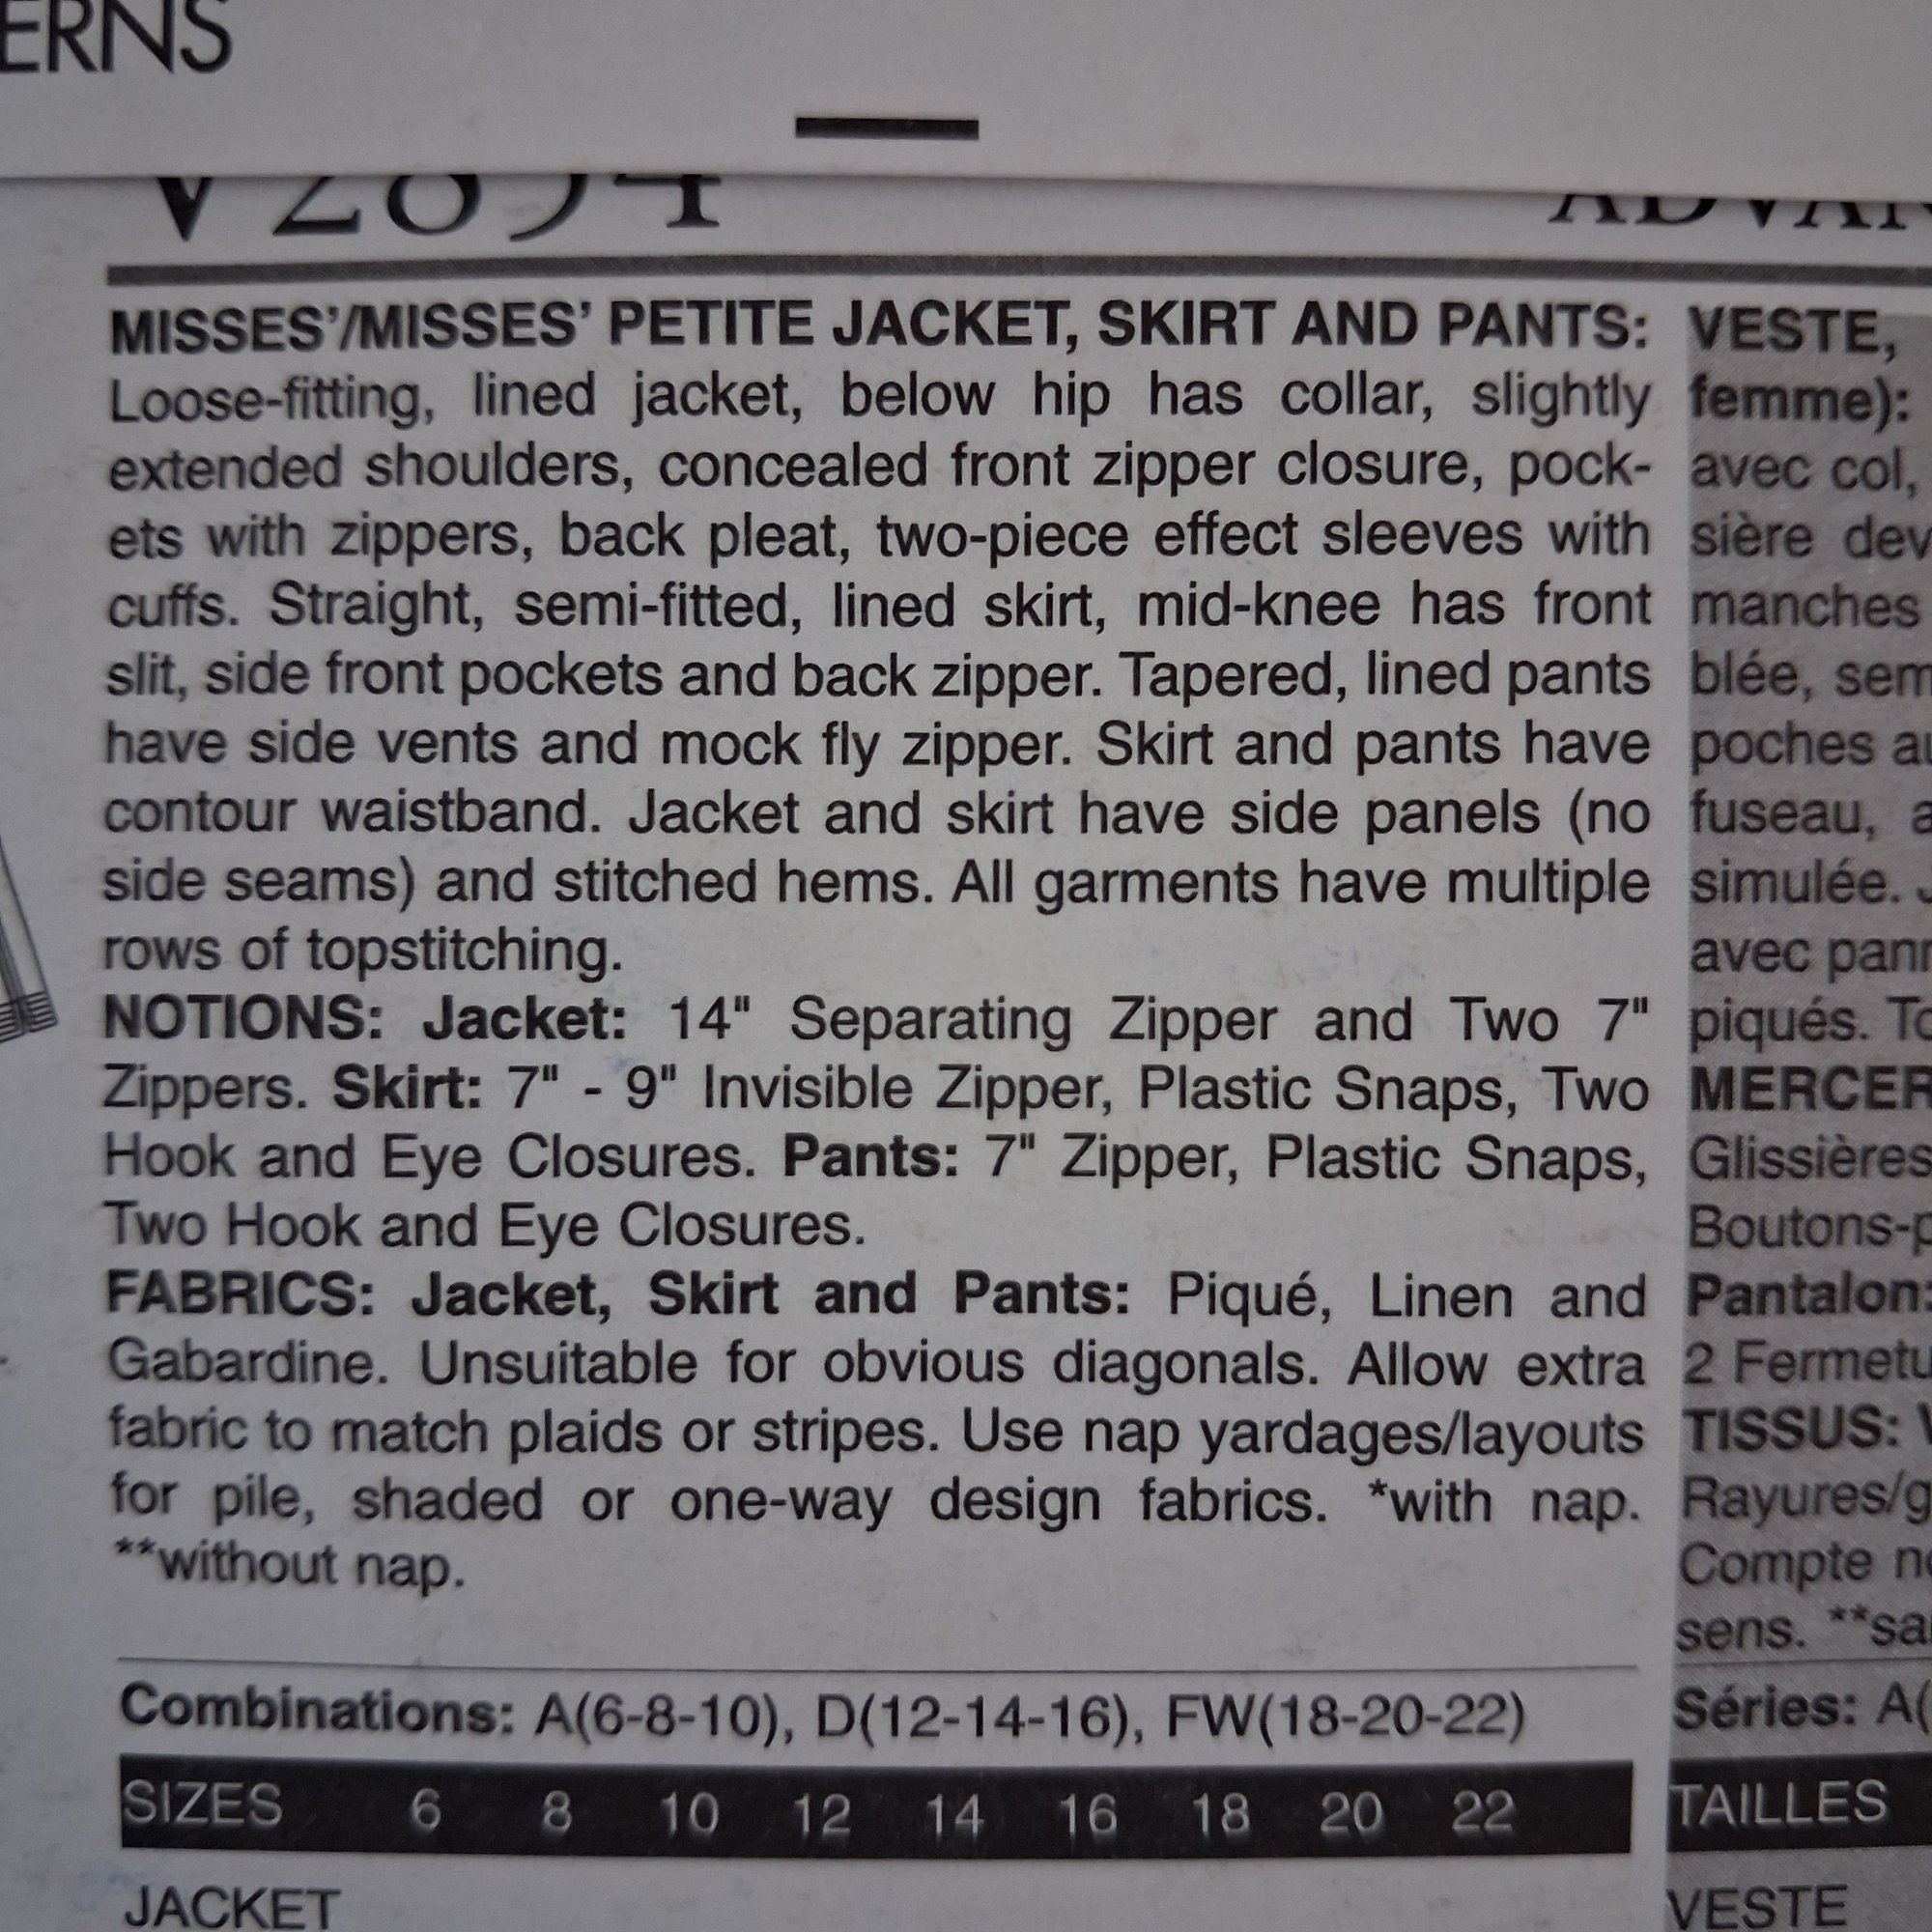 ERNS
MISSES'/MISSES' PETITE JACKET, SKIRT AND PANTS:
Loose-fitting, lined jacket, below hip has collar, slightly
extended shoulders, concealed front zipper closure, pock-
ets with zippers, back pleat, two-piece effect sleeves with
cuffs. Straight, semi-fitted, lined skirt, mid-knee has front
slit, side front pockets and back zipper. Tapered, lined pants
have side vents and mock fly zipper. Skirt and pants have
contour waistband. Jacket and skirt have side panels (no
side seams) and stitched hems. All garments have multiple
rows of topstitching.
NOTIONS: Jacket: 14" Separating Zipper and Two 7"
Zippers. Skirt: 7" - 9" Invisible Zipper, Plastic Snaps, Two
Hook and Eye Closures. Pants: 7" Zipper, Plastic Snaps,
Two Hook and Eye Closures.
FABRICS: Jacket, Skirt and Pants: Piqué, Linen and
Gabardine. Unsuitable for obvious diagonals. Allow extra
fabric to match plaids or stripes. Use nap yardages/layouts
for pile, shaded or one-way design fabrics. *with nap.
**without nap.
Combinations: A(6-8-10), D(12-14-16), FW(18-20-22)
SIZES 6 8 10 12 14 16 18 20 22
JACKET
VESTE,
femme):
avec col,
sière dev
manches
blée, sem
poches au
fuseau, a
simulée.
avec pann
piqués. To
MERCER
Glissières
Boutons-p
Pantalon:
2 Fermetu
TISSUS:
Rayures/g
Compte no
sens. **sa
Séries: A(
TAILLES
VESTE